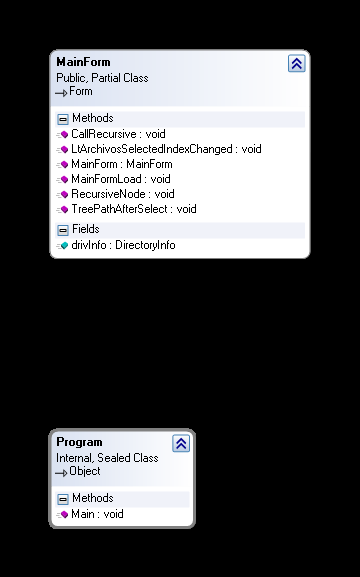 MainForm
Public, Partial Class
Form
Methods
CallRecursive : void
LtArchivosSelectedIndexChanged : void
MainForm : MainForm
MainFormLoad : void
RecursiveNode : void
TreePathAfterSelect : void
Fields
drivInfo : DirectoryInfo
Program
Internal, Sealed Class
Object
Methods
Main : void